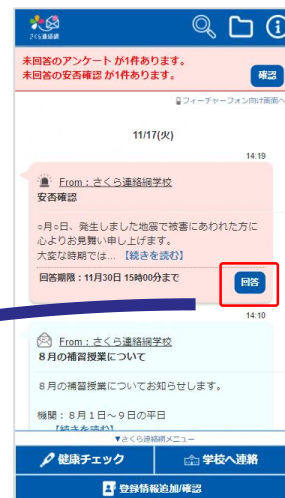 さくら連絡網
未回答のアンケート が1件あります。
未回答の安否確認 が1件あります。
確認
フィーチャーフォン向け画面へ
11/17(火)
14:19
From：さくら連絡網学校
安否確認
○月○日、発生しました地震で被害にあわれた方に
心よりお見舞い申し上げます。
大変な時期では... 【続きを読む】
回答期限：11月30日 15時00分まで
回答
14:10
From：さくら連絡網学校
８月の補習授業について
８月の補習授業についてお知らせします。
機関：８月１日～９日の平日
【続きを読む】
▼さくら連絡網メニュー
健康チェック
学校へ連絡
登録情報追加/確認